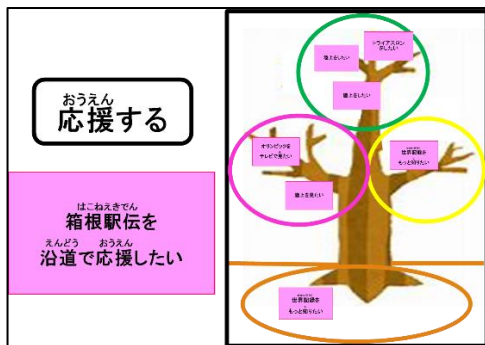 おうえん
応援する
はこねえきでん
箱根駅伝を
えんどう おうえん
沿道で応援したい
トライアスロン
をしたい
陸上をしたい
陸上をしたい
オリンピックを
テレビで見たい
陸上を見たい
世界記録を
もっと知りたい
世界記録を
もっと知りたい